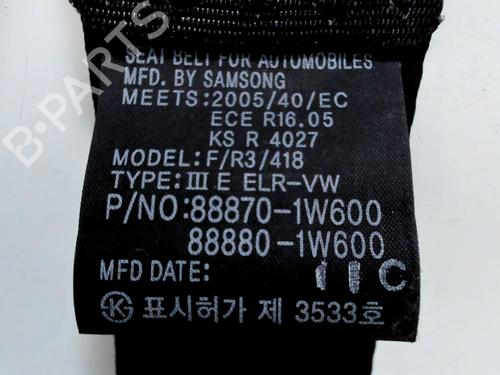 SEAT BELT FOR AUTOMOBILES
MFD. BY SAMSONG
MEETS:2005/40/EC
ECE R16.05
KS R 4027
MODEL:F/R3/418
TYPE:Ⅲ E ELR-VW
P/NO:88870-1W600
88880-1W600
MFD DATE: 11C
표시허가 제 3533호
B-PARTS